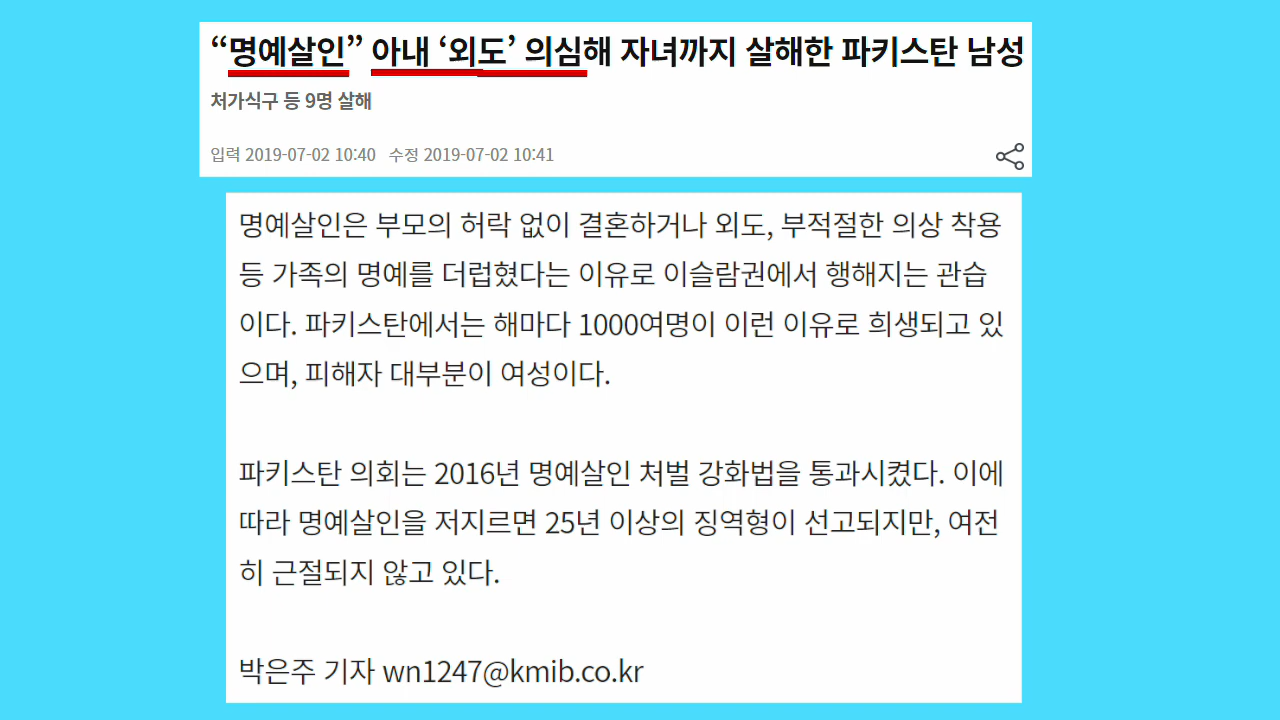 “명예살인” 아내 ‘외도’ 의심해 자녀까지 살해한 파키스탄 남성
처가식구 등 9명 살해
입력 2019-07-02 10:40 수정 2019-07-02 10:41
명예살인은 부모의 허락 없이 결혼하거나 외도, 부적절한 의상 착용
등 가족의 명예를 더럽혔다는 이유로 이슬람권에서 행해지는 관습
이다. 파키스탄에서는 해마다 1000여명이 이런 이유로 희생되고 있
으며, 피해자 대부분이 여성이다.
파키스탄 의회는 2016년 명예살인 처벌 강화법을 통과시켰다. 이에
따라 명예살인을 저지르면 25년 이상의 징역형이 선고되지만, 여전
히 근절되지 않고 있다.
박은주 기자 wn1247@kmib.co.kr